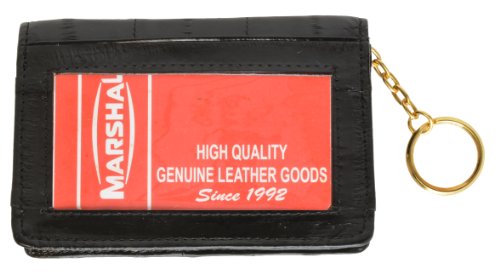 MARSHAL
HIGH QUALITY
GENUINE LEATHER GOODS
Since 1992